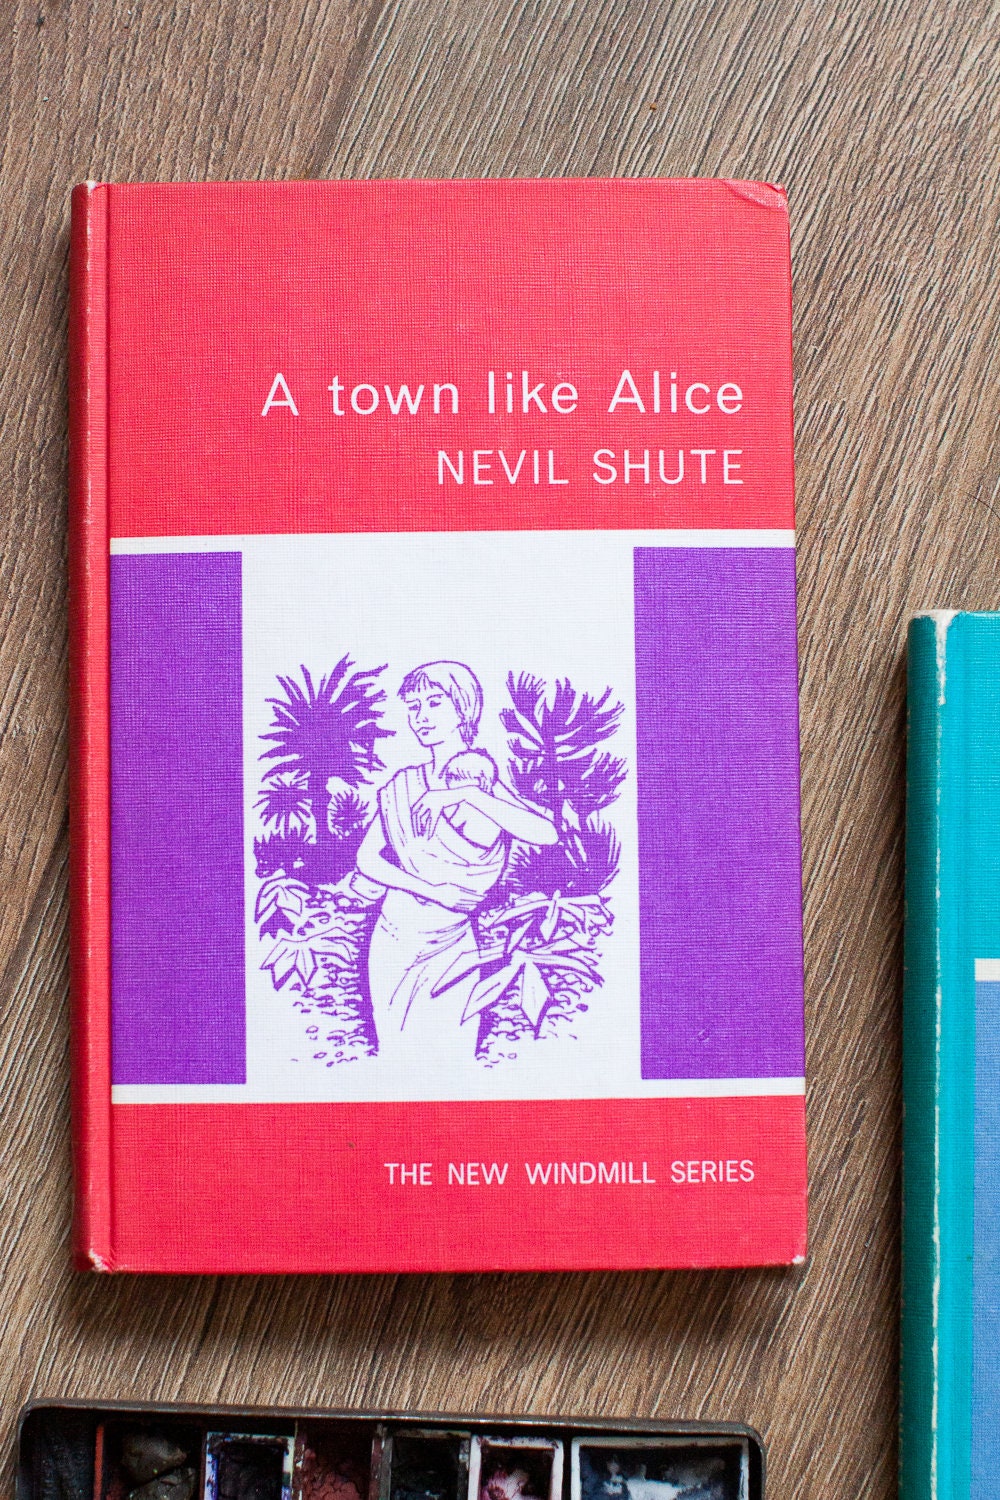 A town like Alice
NEVIL SHUTE
THE NEW WINDMILL SERIES